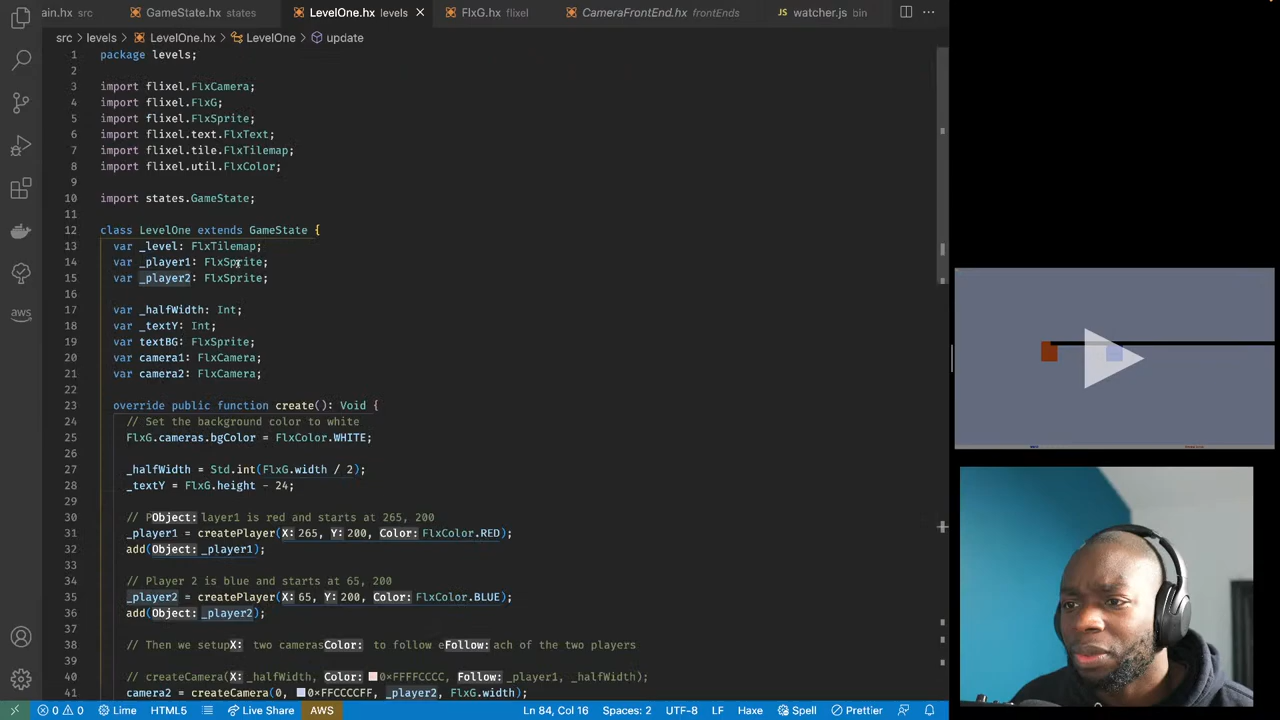 ain.hx src GameState.hx states LevelOne.hx levels FlxG.hx flixel CameraFrontEnd.hx frontEnds watcher.js bin
src levels LevelOne.hx LevelOne update
1 package levels;
2
3 import flixel.FlxCamera;
4 import flixel.FlxG;
5 import flixel.FlxSprite;
6 import flixel.text.FlxText;
7 import flixel.tile.FlxTilemap;
8 import flixel.util.FlxColor;
9
10 import states.GameState;
11
12 class LevelOne extends GameState {
13 var _level: FlxTilemap;
14 var _player1: FlxSprite;
15 var _player2: FlxSprite;
16
17 var _halfWidth: Int;
18 var _textY: Int;
19 var textBG: FlxSprite;
20 var camera1: FlxCamera;
21 var camera2: FlxCamera;
22
23 override public function create(): Void {
24 // Set the background color to white
25 FlxG.cameras.bgColor = FlxColor.WHITE;
26
27 _halfWidth = Std.int(FlxG.width / 2);
28 _textY = FlxG.height - 24;
29
30 // PObject:layer1 is red and starts at 265, 200
31 _player1 = createPlayer(X:265, Y:200, Color:FlxColor.RED);
32 add(Object:_player1);
33
34 // Player 2 is blue and starts at 65, 200
35 _player2 = createPlayer(X:65, Y:200, Color:FlxColor.BLUE);
36 add(Object:_player2);
37
38 // Then we setupX: two camerasColor: to follow eFollow:ach of the two players
39
40 // createCamera(_halfWidth, 0×FFFFCCCC, _player1, _halfWidth);
41 camera2 = createCamera(0, 0×FFCCCCFF, _player2, FlxG.width);
aws
0 0 Lime HTML5 Live Share AWS Ln 84, Col 16 Spaces: 2 UTF-8 LF Haxe Spell Prettier